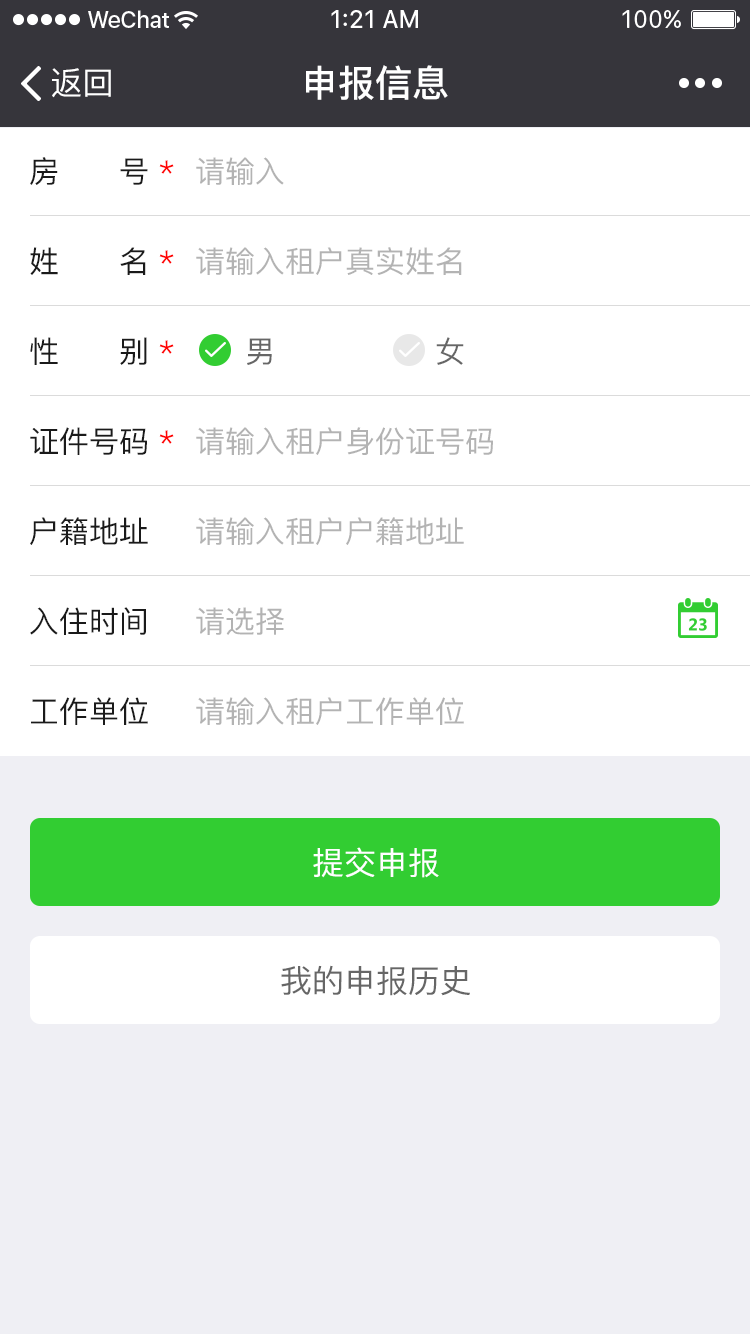 WeChat 1:21 AM 100%
返回 申报信息
房 号 * 请输入
姓 名 * 请输入租户真实姓名
性 别 * 男 女
证件号码 * 请输入租户身份证号码
户籍地址 请输入租户户籍地址
入住时间 请选择 23
工作单位 请输入租户工作单位
提交申报
我的申报历史